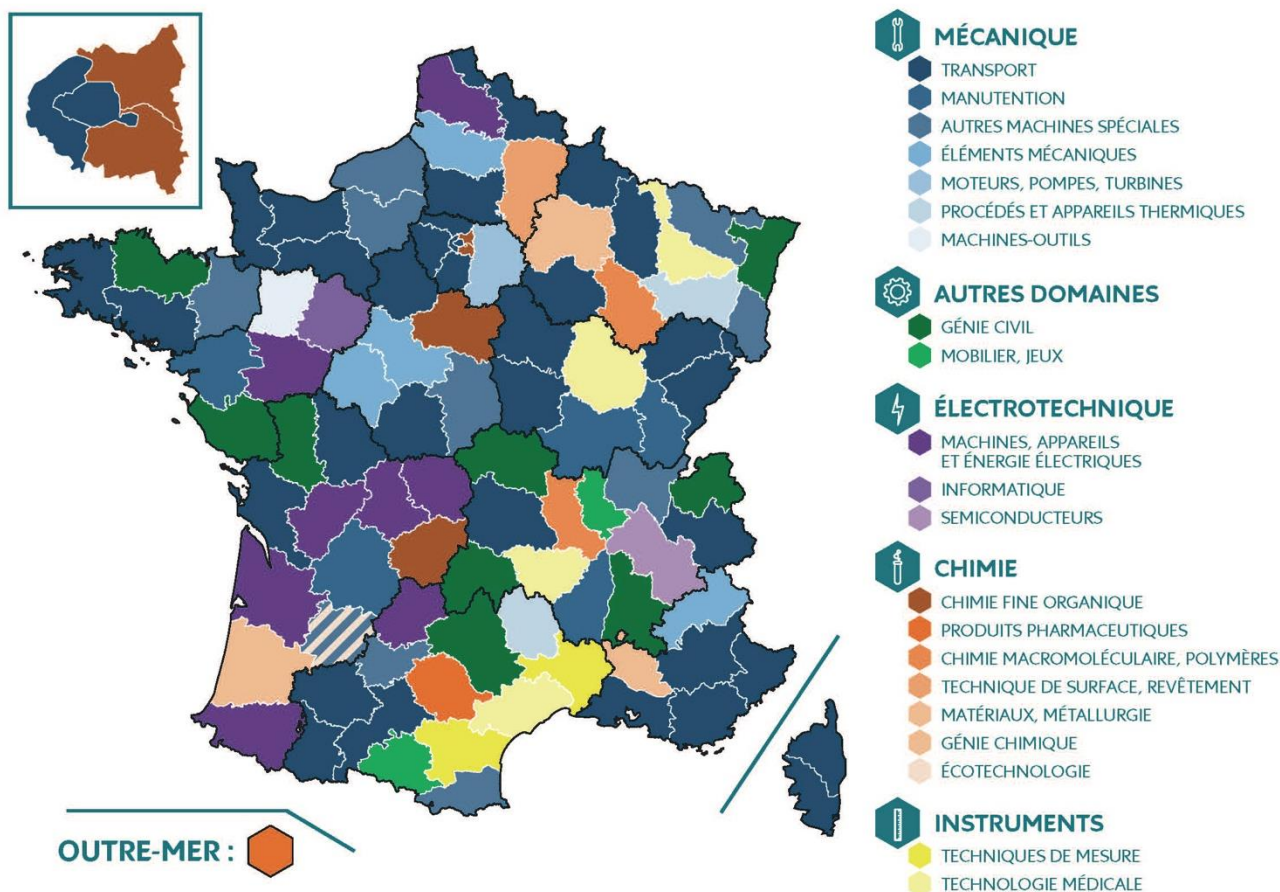 MÉCANIQUE
TRANSPORT
MANUTENTION
AUTRES MACHINES SPÉCIALES
ÉLÉMENTS MÉCANIQUES
MOTEURS, POMPES, TURBINES
PROCÉDÉS ET APPAREILS THERMIQUES
MACHINES-OUTILS
AUTRES DOMAINES
GÉNIE CIVIL
MOBILIER, JEUX
ÉLECTROTECHNIQUE
MACHINES, APPAREILS
ET ÉNERGIE ÉLECTRIQUES
INFORMATIQUE
SEMICONDUCTEURS
CHIMIE
CHIMIE FINE ORGANIQUE
PRODUITS PHARMACEUTIQUES
CHIMIE MACROMOLÉCULAIRE, POLYMÈRES
TECHNIQUE DE SURFACE, REVÊTEMENT
MATÉRIAUX, MÉTALLURGIE
GÉNIE CHIMIQUE
ÉCOTECHNOLOGIE
INSTRUMENTS
TECHNIQUES DE MESURE
TECHNOLOGIE MÉDICALE
OUTRE-MER :